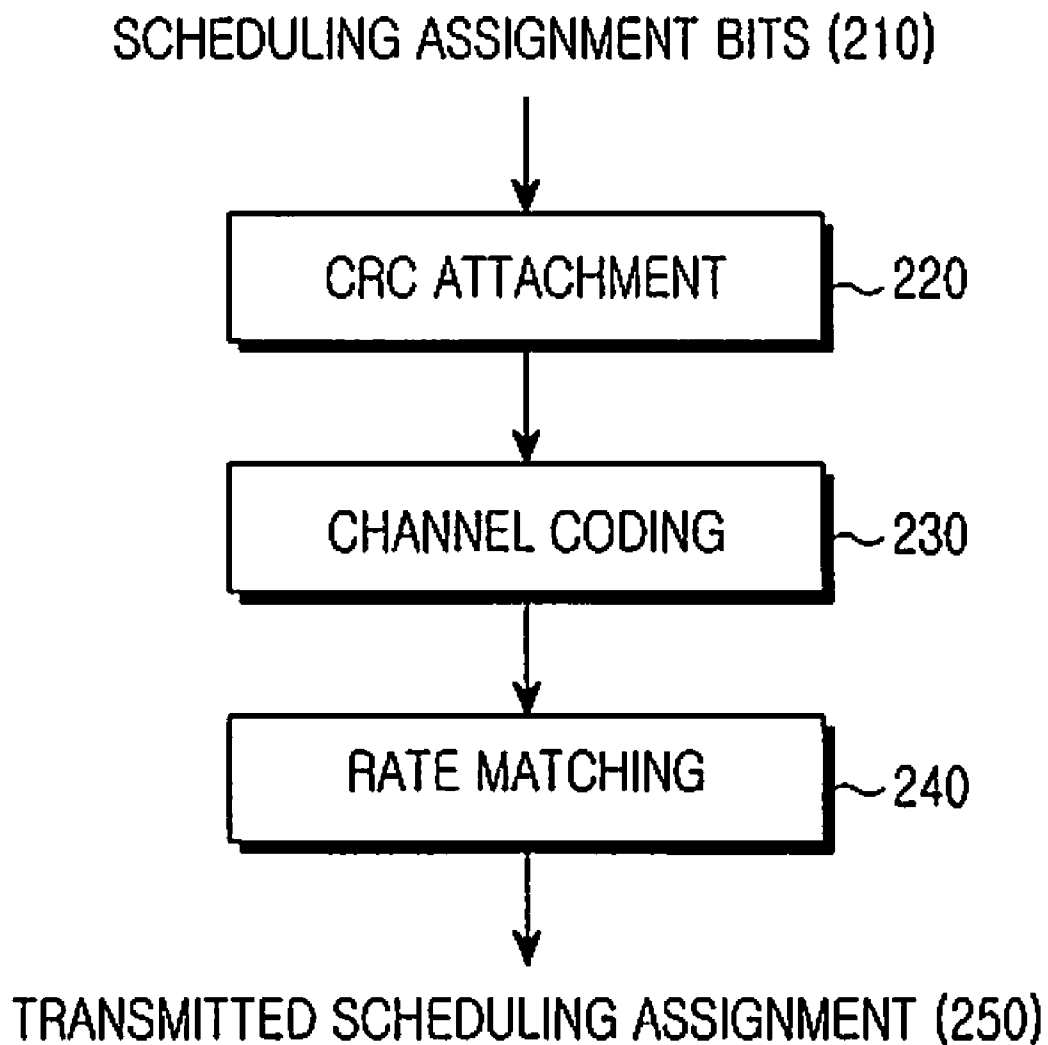 SCHEDULING ASSIGNMENT BITS (210)
CRC ATTACHMENT
220
CHANNEL CODING
230
RATE MATCHING
240
TRANSMITTED SCHEDULING ASSIGNMENT (250)